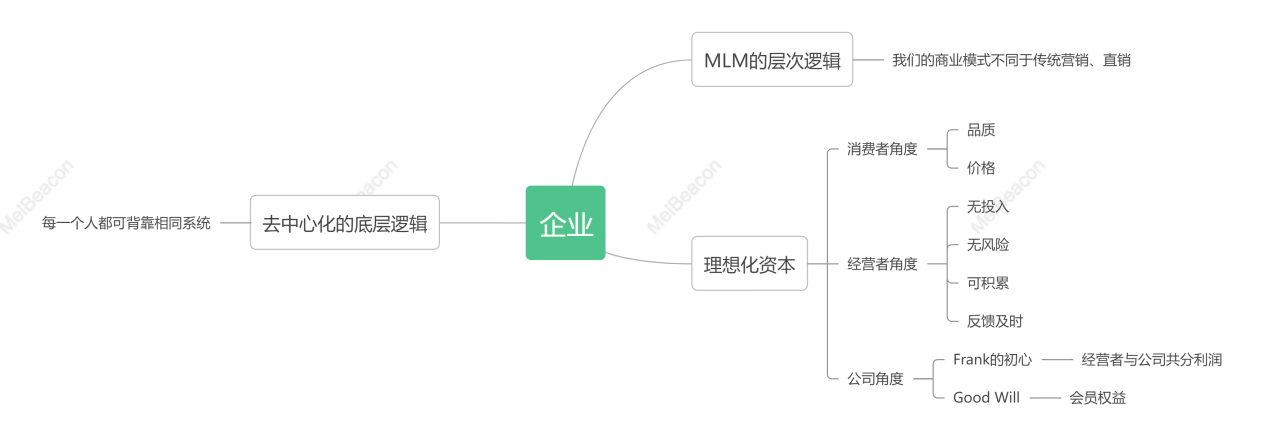 MLM的层次逻辑
我们的商业模式不同于传统营销、直销
品质
消费者角度
价格
MelBeacon
MelBeacon
MelBeacon
MelBeacon
每一个人都可背靠相同系统
去中心化的底层逻辑
企业
理想化资本
无投入
无风险
经营者角度
可积累
反馈及时
公司角度
Frank的初心
经营者与公司共分利润
Good Will
会员权益